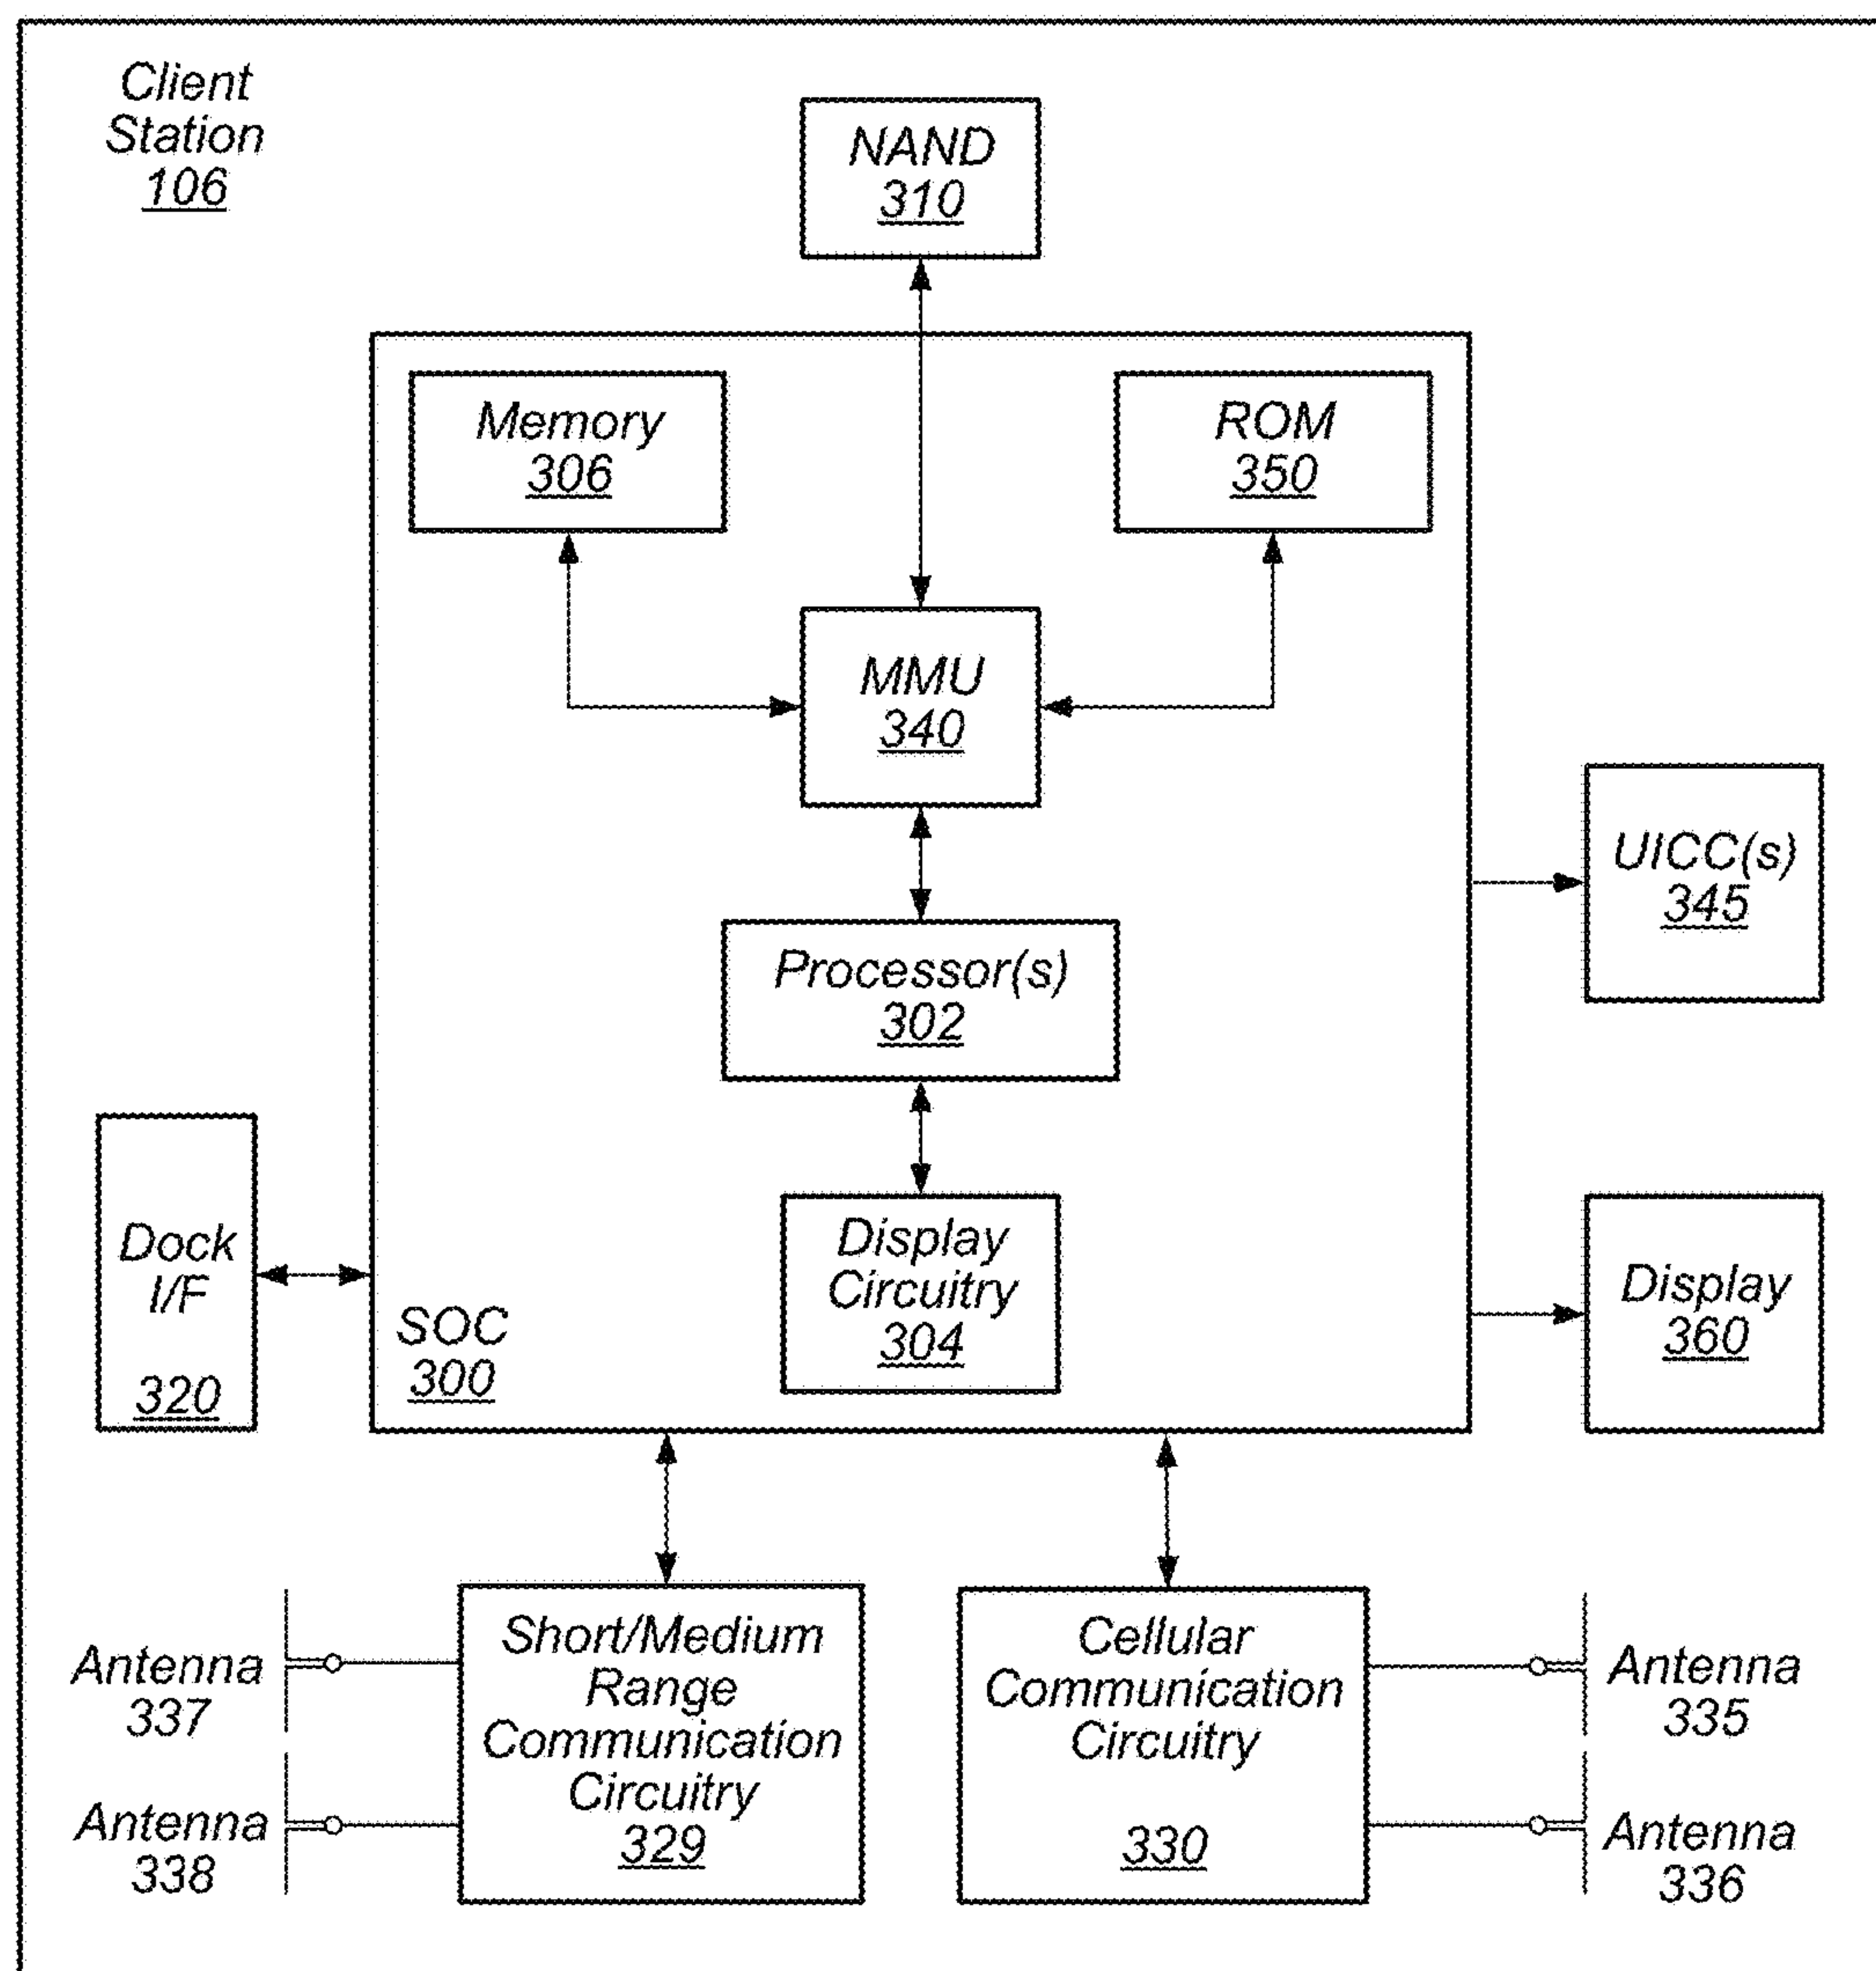 Client
Station
106
NAND
310
Memory
306
ROM
350
MMU
340
UICC(s)
345
Processor(s)
302
Dock
I/F
320
Display
Circuitry
304
SOC
300
Display
360
Short/Medium
Range
Communication
Circuitry
329
Cellular
Communication
Circuitry
330
Antenna
337
Antenna
338
Antenna
335
Antenna
336